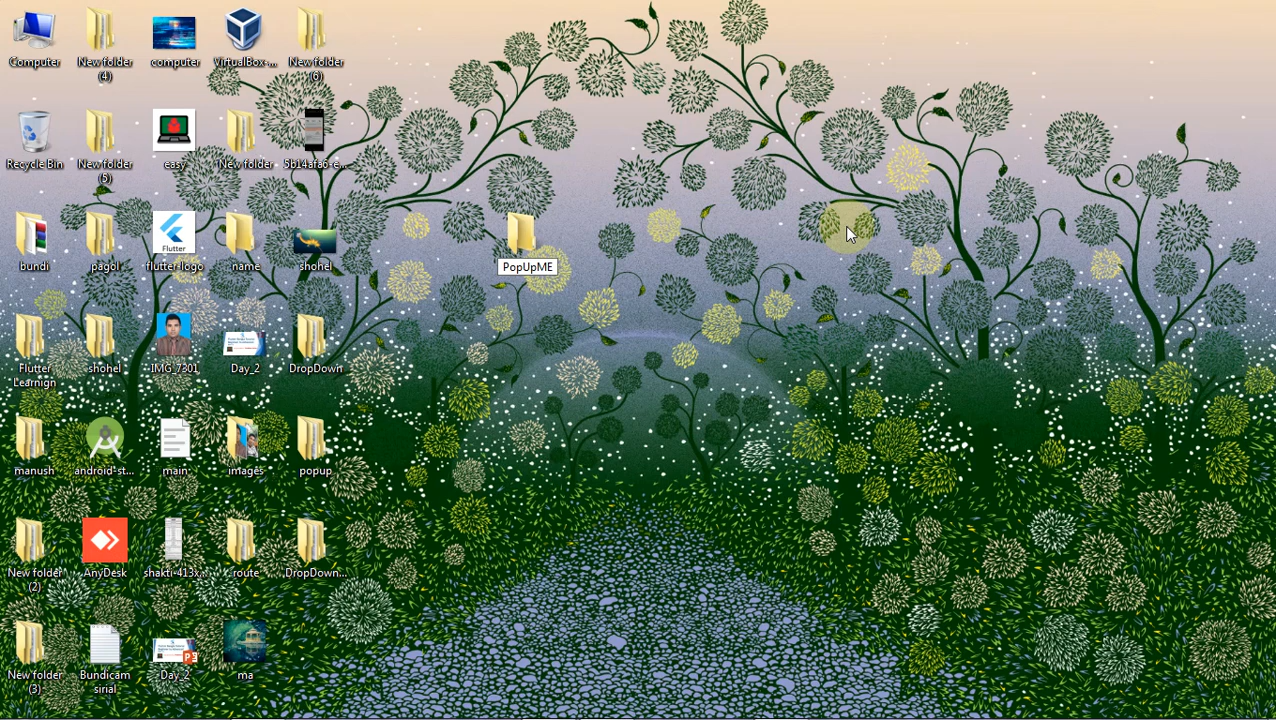 Computer
New folder
(4)
computer
VirtualBox-...
New folder
(6)
Recycle Bin
New folder
(5)
easy
New folder
5b14afa6-e...
bundi
pagol
Flutter
flutter-logo
name
shohel
PopUpME
Flutter
Learnign
shohel
IMG_7301
Day_2
DropDown
manush
android-st...
main
images
popup
New folder
(2)
AnyDesk
shakti-413x...
route
DropDown...
New folder
(3)
Bundicam
sirial
Day_2
ma